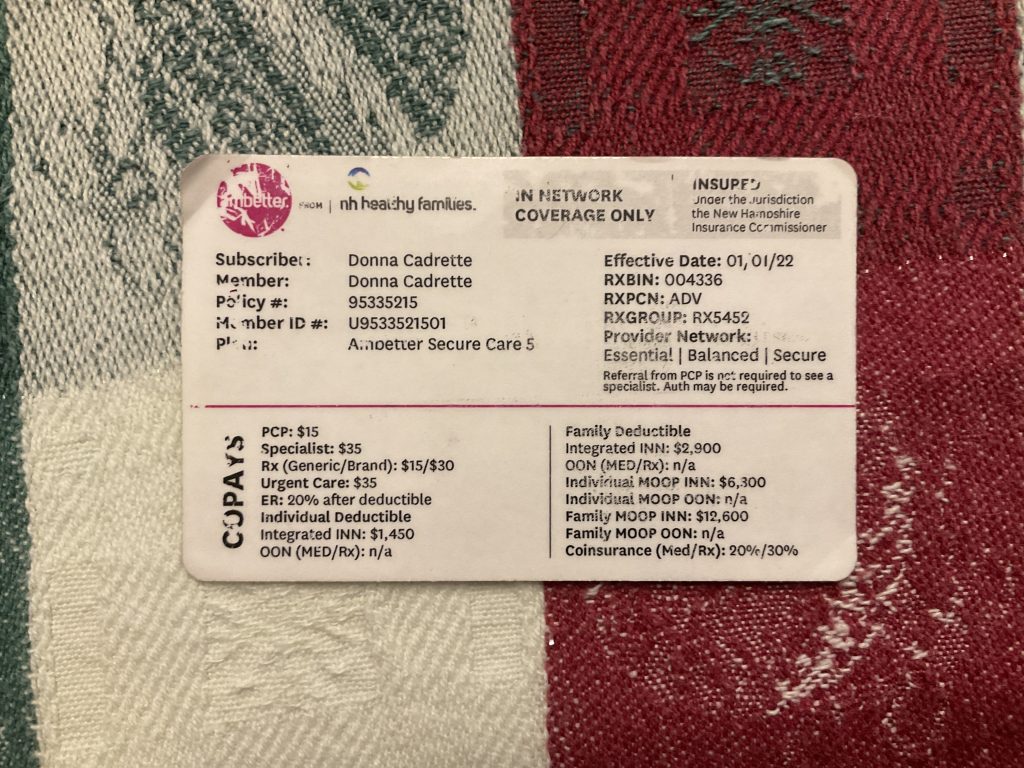 ambetter. FROM | nh healthy families.
IN NETWORK
COVERAGE ONLY
INSURED
under the Jurisdiction
the New Hampshire
Insurance Commissioner
Subscriber: Donna Cadrette
Member: Donna Cadrette
Policy #: 95335215
Member ID #: U9533521501
Plan: Ambetter Secure Care 5
Effective Date: 01/01/22
RXBIN: 004336
RXPCN: ADV
RXGROUP: RX5452
Provider Network:
Essential | Balanced | Secure
Referral from PCP is not required to see a
specialist. Auth may be required.
COPAYS
PCP: $15
Specialist: $35
Rx (Generic/Brand): $15/$30
Urgent Care: $35
ER: 20% after deductible
Individual Deductible
Integrated INN: $1,450
OON (MED/Rx): n/a
Family Deductible
Integrated INN: $2,900
OON (MED/Rx): n/a
Individual MOOP INN: $6,300
Individual MOOP OON: n/a
Family MOOP INN: $12,600
Family MOOP OON: n/a
Coinsurance (Med/Rx): 20%/30%